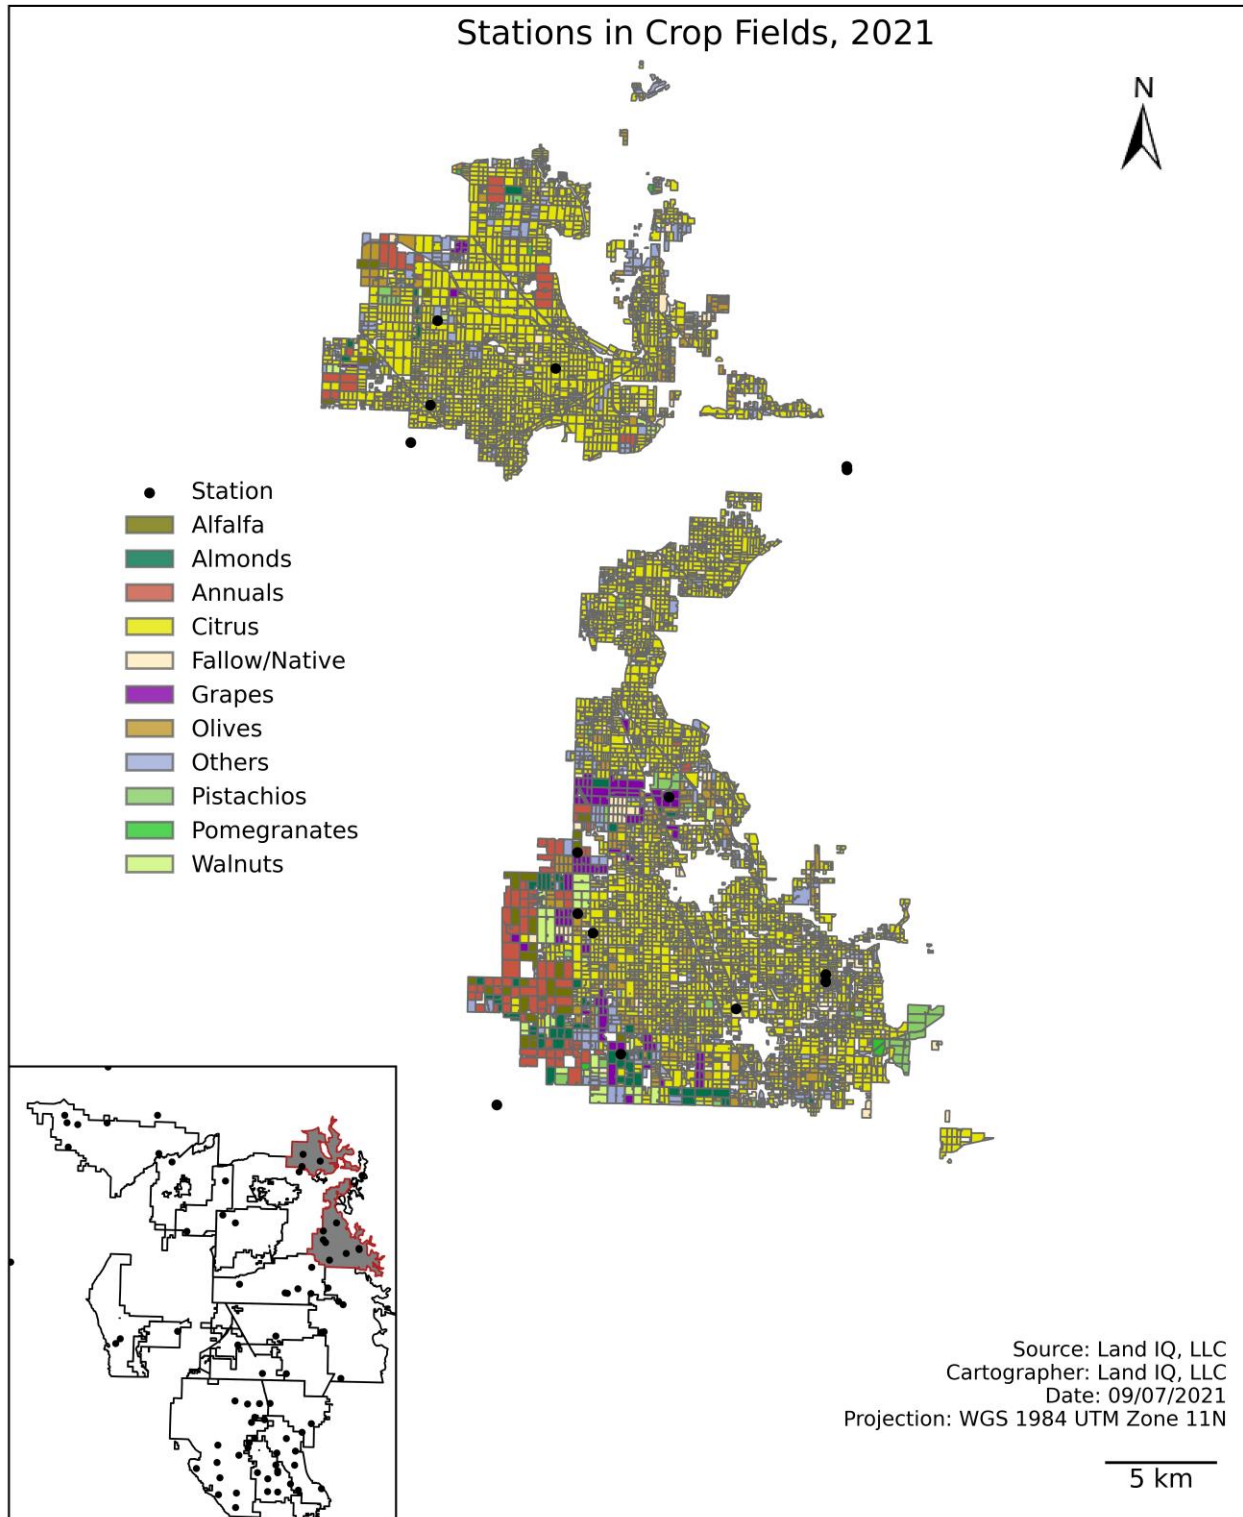 Stations in Crop Fields, 2021
N
Station
Alfalfa
Almonds
Annuals
Citrus
Fallow/Native
Grapes
Olives
Others
Pistachios
Pomegranates
Walnuts
Source: Land IQ, LLC
Cartographer: Land IQ, LLC
Date: 09/07/2021
Projection: WGS 1984 UTM Zone 11N
5 km